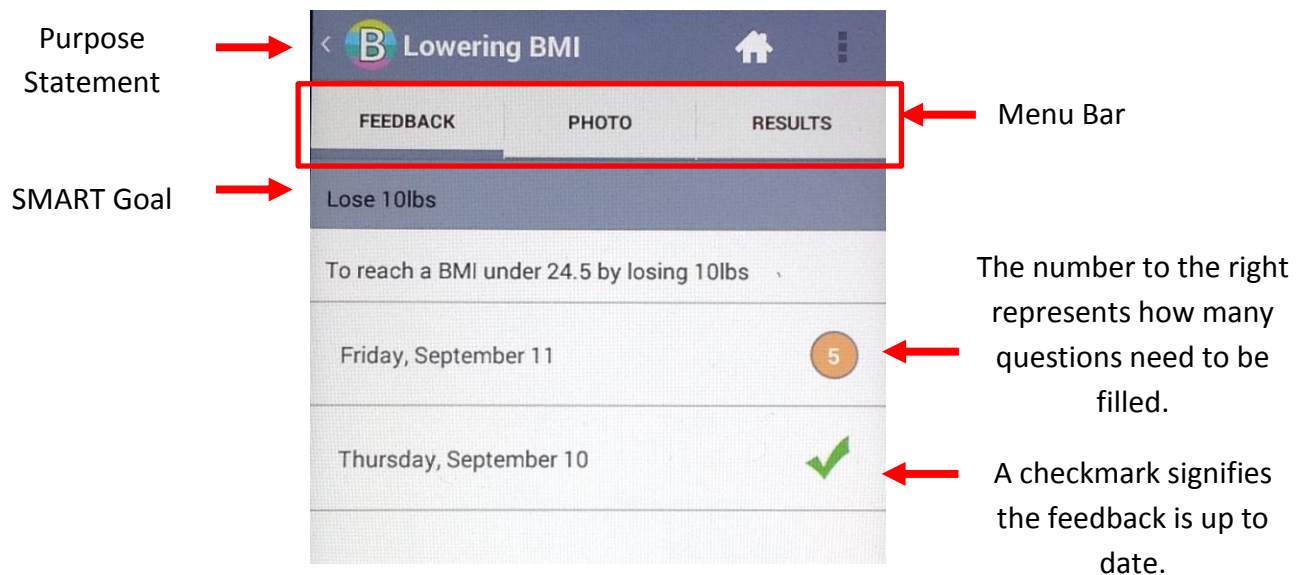 Purpose
Statement
B Lowering BMI
FEEDBACK PHOTO RESULTS
Menu Bar
SMART Goal
Lose 10lbs
To reach a BMI under 24.5 by losing 10lbs
Friday, September 11
5
The number to the right
represents how many
questions need to be
filled.
Thursday, September 10
A checkmark signifies
the feedback is up to
date.